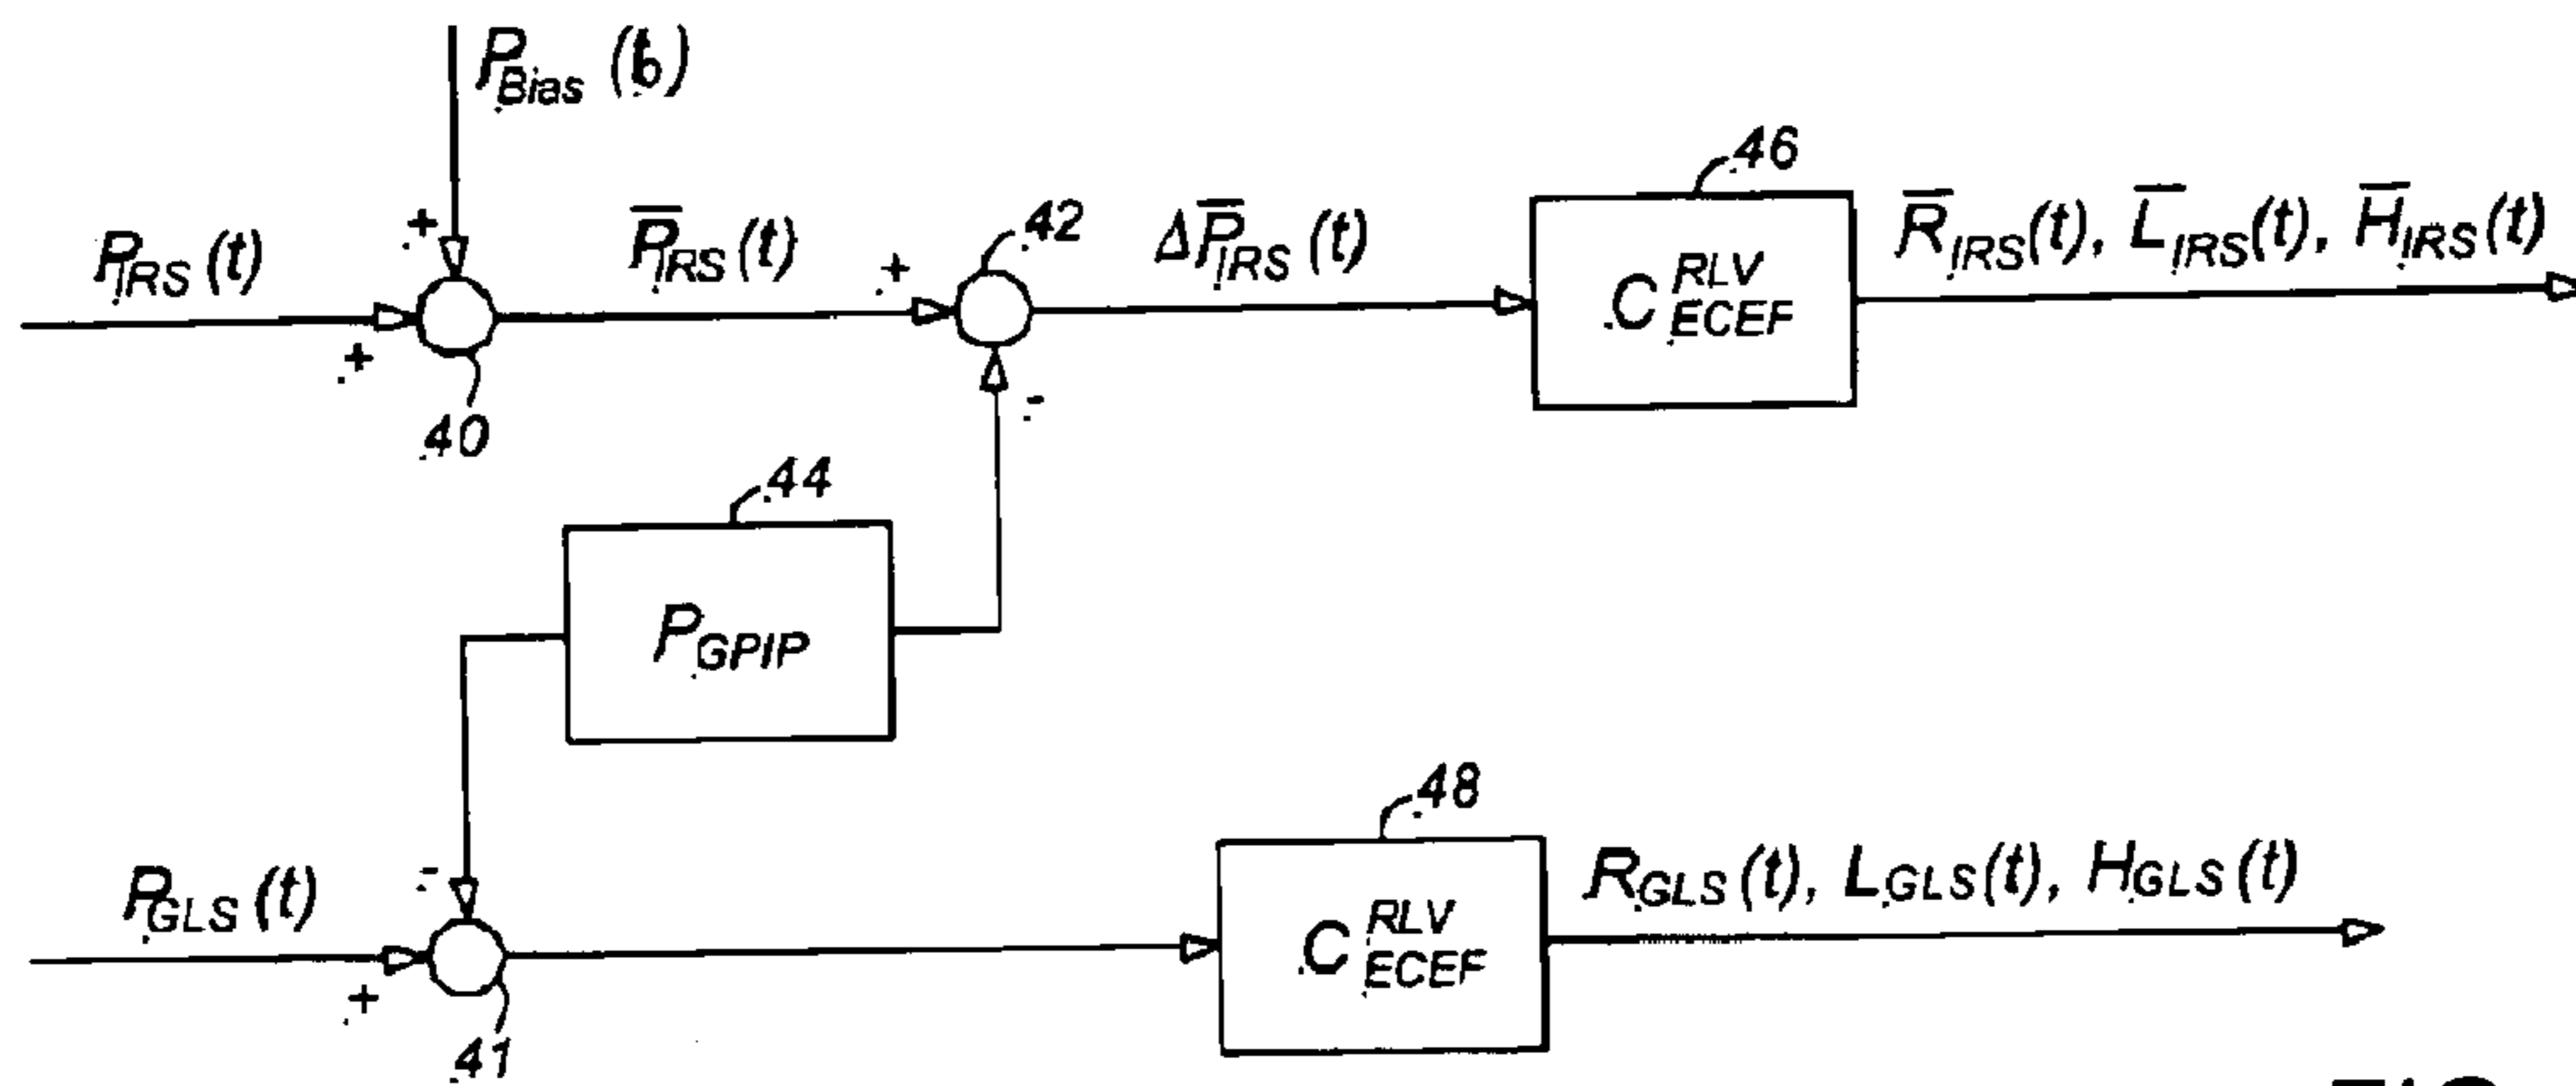 P_Bias (t₀)
46
P_IRS (t)
+
P̅_IRS (t)
+
42
ΔP̅_IRS (t)
C^RLV_ECEF
R̅_IRS(t), L̅_IRS(t), H̅_IRS(t)
+
-
40
44
P_GPIP
48
P_GLS (t)
-
R_GLS (t), L_GLS(t), H_GLS (t)
C^RLV_ECEF
+
41